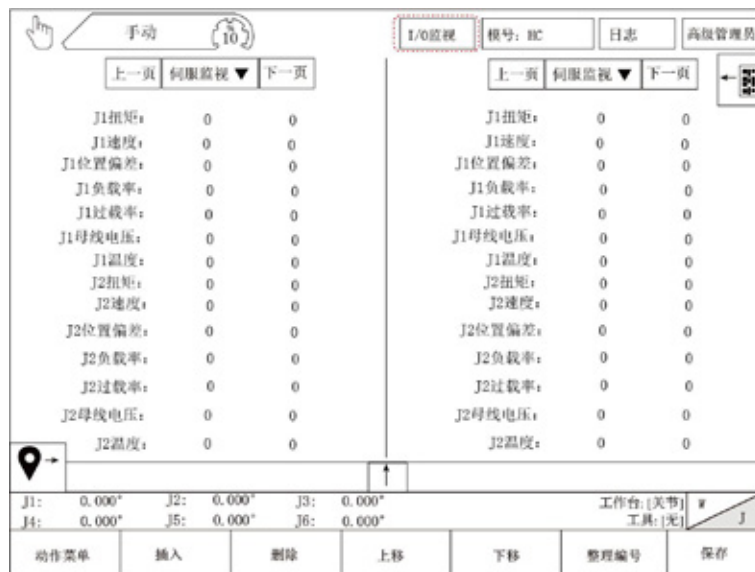 手动 10 I/O监视 模号：HC 日志 高级管理员
上一页 伺服监视▼ 下一页 上一页 伺服监视▼ 下一页
J1扭矩： 0 0 J1扭矩： 0 0
J1速度： 0 0 J1速度： 0 0
J1位置偏差： 0 0 J1位置偏差： 0 0
J1负载率： 0 0 J1负载率： 0 0
J1过载率： 0 0 J1过载率： 0 0
J1母线电压： 0 0 J1母线电压： 0 0
J1温度： 0 0 J1温度： 0 0
J2扭矩： 0 0 J2扭矩： 0 0
J2速度： 0 0 J2速度： 0 0
J2位置偏差： 0 0 J2位置偏差： 0 0
J2负载率： 0 0 J2负载率： 0 0
J2过载率： 0 0 J2过载率： 0 0
J2母线电压： 0 0 J2母线电压： 0 0
J2温度： 0 0 J2温度： 0 0
J1: 0.000° J2: 0.000° J3: 0.000° 工作台:[关节] W
J4: 0.000° J5: 0.000° J6: 0.000° 工具:[无] J
动作菜单 插入 删除 上移 下移 整理编号 保存